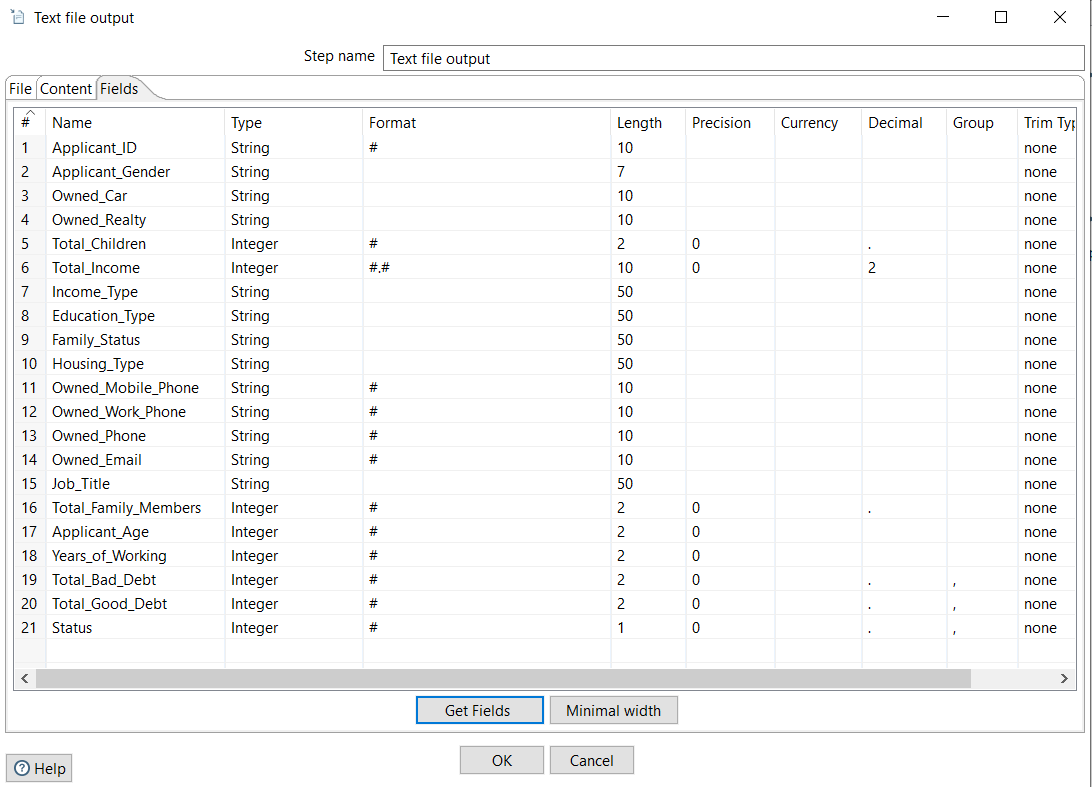 Text file output
Step name Text file output
File Content Fields
# Name Type Format Length Precision Currency Decimal Group Trim Typ
1 Applicant_ID String # 10 none
2 Applicant_Gender String 7 none
3 Owned_Car String 10 none
4 Owned_Realty String 10 none
5 Total_Children Integer # 2 0 . none
6 Total_Income Integer #.# 10 0 2 none
7 Income_Type String 50 none
8 Education_Type String 50 none
9 Family_Status String 50 none
10 Housing_Type String 50 none
11 Owned_Mobile_Phone String # 10 none
12 Owned_Work_Phone String # 10 none
13 Owned_Phone String # 10 none
14 Owned_Email String # 10 none
15 Job_Title String 50 none
16 Total_Family_Members Integer # 2 0 . none
17 Applicant_Age Integer # 2 0 none
18 Years_of_Working Integer # 2 0 none
19 Total_Bad_Debt Integer # 2 0 . , none
20 Total_Good_Debt Integer # 2 0 . , none
21 Status Integer # 1 0 . , none
Get Fields Minimal width
OK Cancel
Help